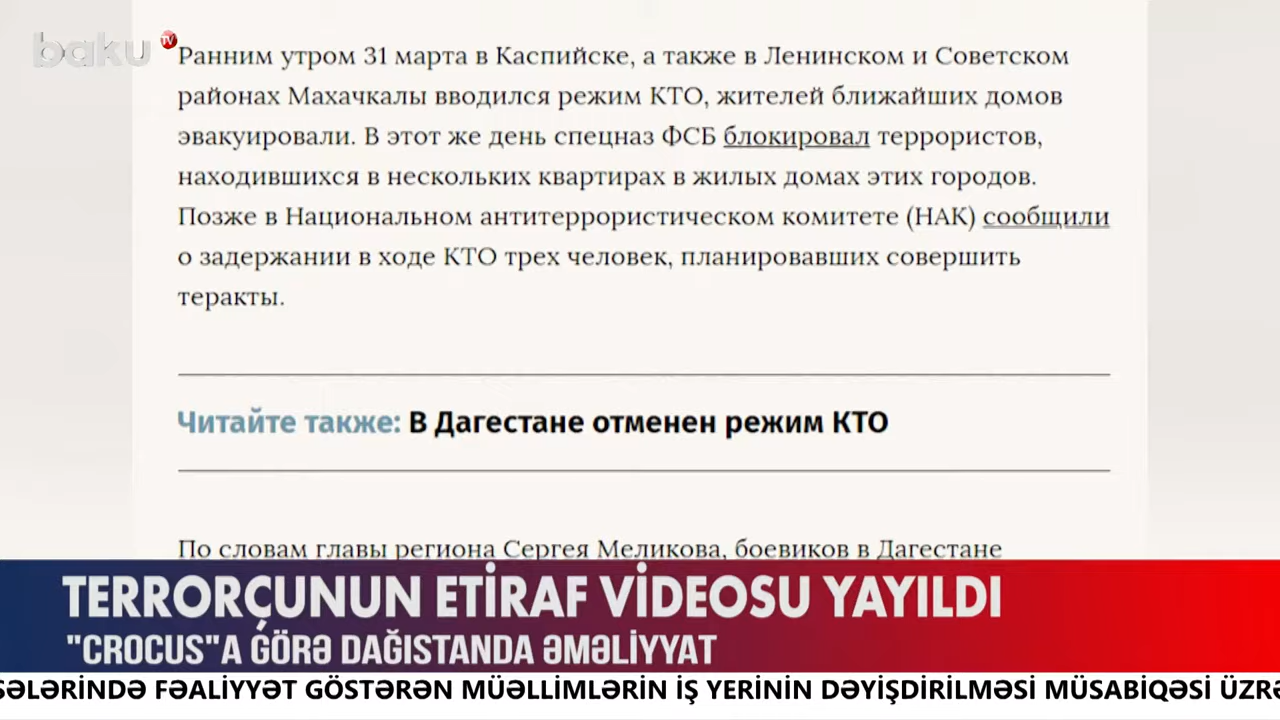 baku TV
Ранним утром 31 марта в Каспийске, а также в Ленинском и Советском
районах Махачкалы вводился режим КТО, жителей ближайших домов
эвакуировали. В этот же день спецназ ФСБ блокировал террористов,
находившихся в нескольких квартирах в жилых домах этих городов.
Позже в Национальном антитеррористическом комитете (НАК) сообщили
о задержании в ходе КТО трех человек, планировавших совершить
теракты.
Читайте также: В Дагестане отменен режим КТО
По словам главы региона Сергея Меликова, боевиков в Дагестане
TERRORÇUNUN ETİRAF VİDEOSU YAYILDI
"CROCUS"A GÖRƏ DAĞISTANDA ƏMƏLİYYAT
ŞƏLƏRİNDƏ FƏALİYYƏT GÖSTƏRƏN MÜƏLLİMLƏRİN İŞ YERİNİN DƏYİŞDİRİLMƏSİ MÜSABİQƏSİ ÜZRƏ